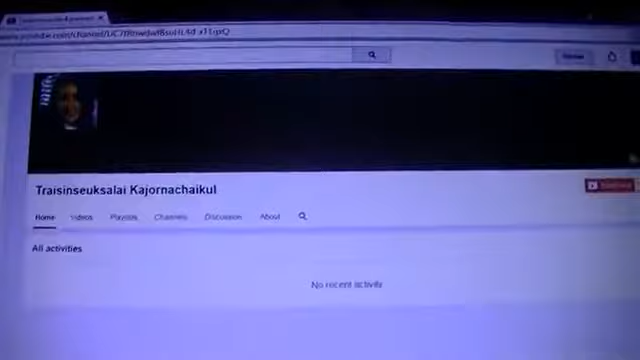 Traisinseuksalai Kajornachaikul
Home Videos Playlists Channels Discussion About
All activities
No recent activity